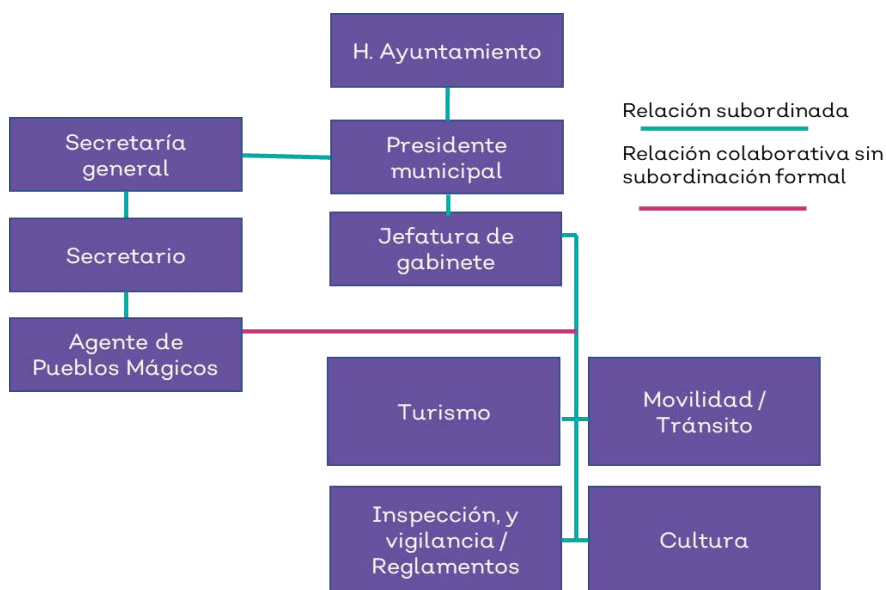 H. Ayuntamiento
Secretaría
general
Presidente
municipal
Relación subordinada
Relación colaborativa sin
subordinación formal
Secretario
Jefatura de
gabinete
Agente de
Pueblos Mágicos
Turismo
Movilidad /
Tránsito
Inspección, y
vigilancia /
Reglamentos
Cultura